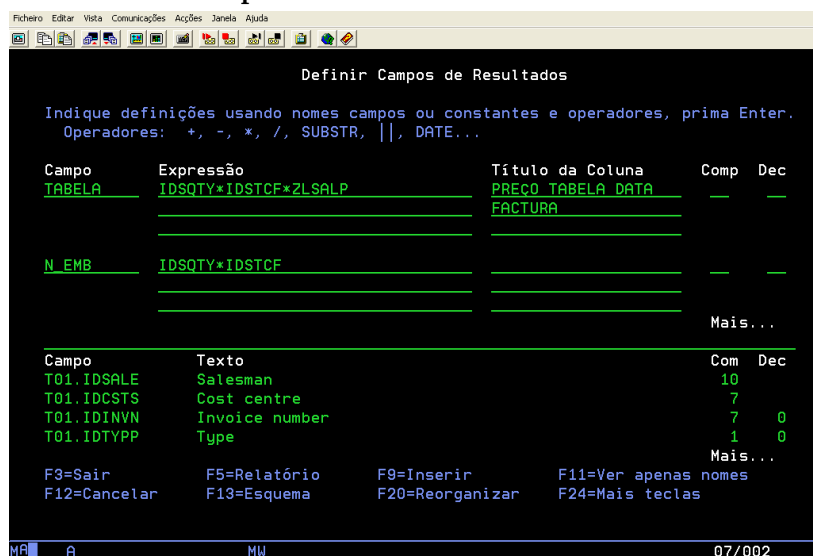 Ficheiro Editar Vista Comunicações Acções Janela Ajuda
Definir Campos de Resultados
Indique definições usando nomes campos ou constantes e operadores, prima Enter.
Operadores: +, -, *, /, SUBSTR, ||, DATE...
Campo Expressão Título da Coluna Comp Dec
TABELA IDSQTY*IDSTCF*ZLSALP PREÇO TABELA DATA
FACTURA
N_EMB IDSQTY*IDSTCF
Mais...
Campo Texto Com Dec
T01.IDSALE Salesman 10
T01.IDCSTS Cost centre 7
T01.IDINVN Invoice number 7 0
T01.IDTYPP Type 1 0
Mais...
F3=Sair F5=Relatório F9=Inserir F11=Ver apenas nomes
F12=Cancelar F13=Esquema F20=Reorganizar F24=Mais teclas
MA A MW 07/002